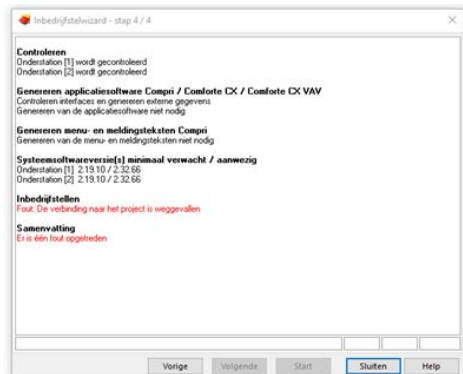 Inbedrijfstelwizard - stap 4 / 4
Controleren
Onderstation [1] wordt gecontroleerd
Onderstation [2] wordt gecontroleerd
Genereren applicatiesoftware Compri / Comforte CX / Comforte CX VAV
Controleren interfaces en genereren externe gegevens
Genereren van de applicatiesoftware niet nodig
Genereren menu- en meldingsteksten Compri
Genereren van de menu- en meldingsteksten niet nodig
Systeemsoftwareversie(s) minimaal verwacht / aanwezig
Onderstation [1] 2.19.10 / 2.32.66
Onderstation [2] 2.19.10 / 2.32.66
Inbedrijfstellen
Fout: De verbinding naar het project is weggevallen
Samenvatting
Er is één fout opgetreden
Vorige
Volgende
Start
Sluiten
Help